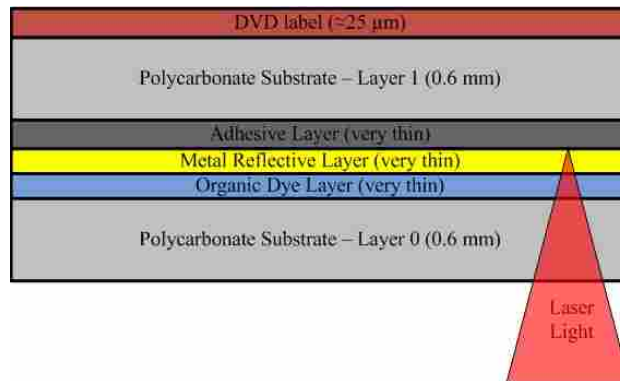 DVD label (≈25 µm)
Polycarbonate Substrate – Layer 1 (0.6 mm)
Adhesive Layer (very thin)
Metal Reflective Layer (very thin)
Organic Dye Layer (very thin)
Polycarbonate Substrate – Layer 0 (0.6 mm)
Laser
Light